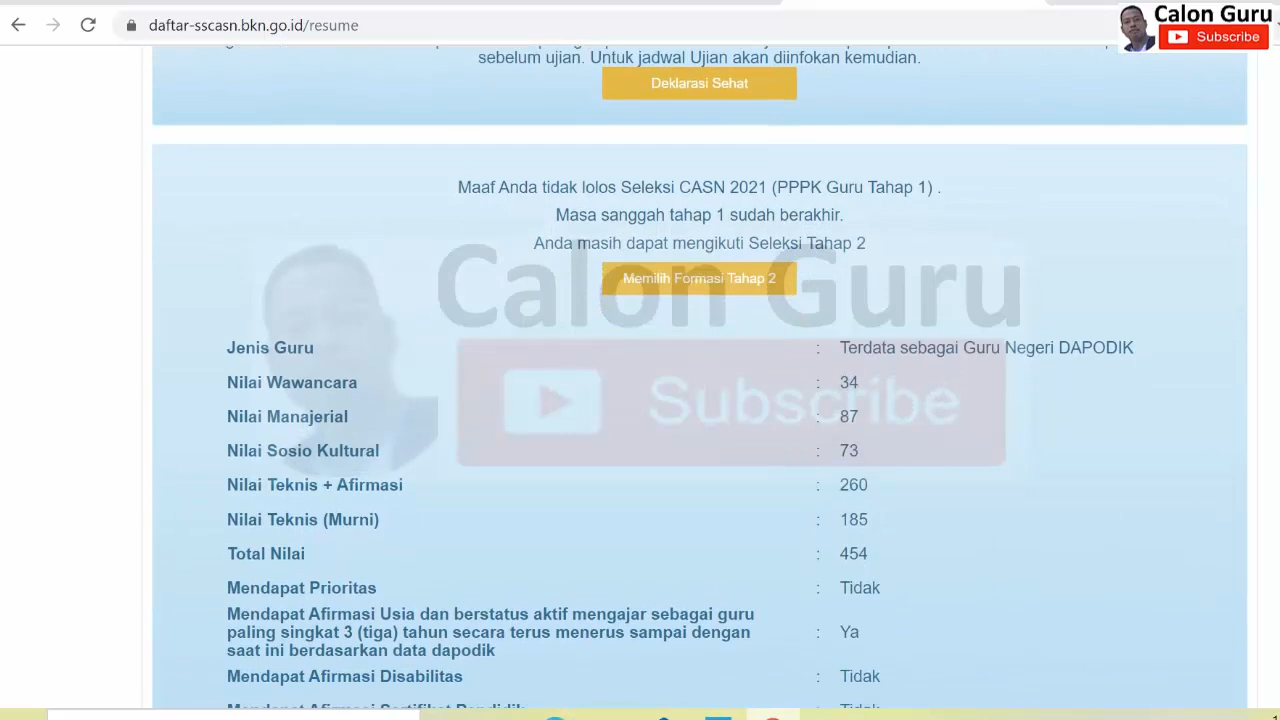 daftar-sscasn.bkn.go.id/resume
Calon Guru
Subscribe
sebelum ujian. Untuk jadwal Ujian akan diinfokan kemudian.
Deklarasi Sehat
Maaf Anda tidak lolos Seleksi CASN 2021 (PPPK Guru Tahap 1) .
Masa sanggah tahap 1 sudah berakhir.
Anda masih dapat mengikuti Seleksi Tahap 2
Memilih Formasi Tahap 2
Calon Guru
Subscribe
Jenis Guru : Terdata sebagai Guru Negeri DAPODIK
Nilai Wawancara : 34
Nilai Manajerial : 87
Nilai Sosio Kultural : 73
Nilai Teknis + Afirmasi : 260
Nilai Teknis (Murni) : 185
Total Nilai : 454
Mendapat Prioritas : Tidak
Mendapat Afirmasi Usia dan berstatus aktif mengajar sebagai guru
paling singkat 3 (tiga) tahun secara terus menerus sampai dengan : Ya
saat ini berdasarkan data dapodik
Mendapat Afirmasi Disabilitas : Tidak
Mendapat Afirmasi Sertifikat Pendidik : Tidak